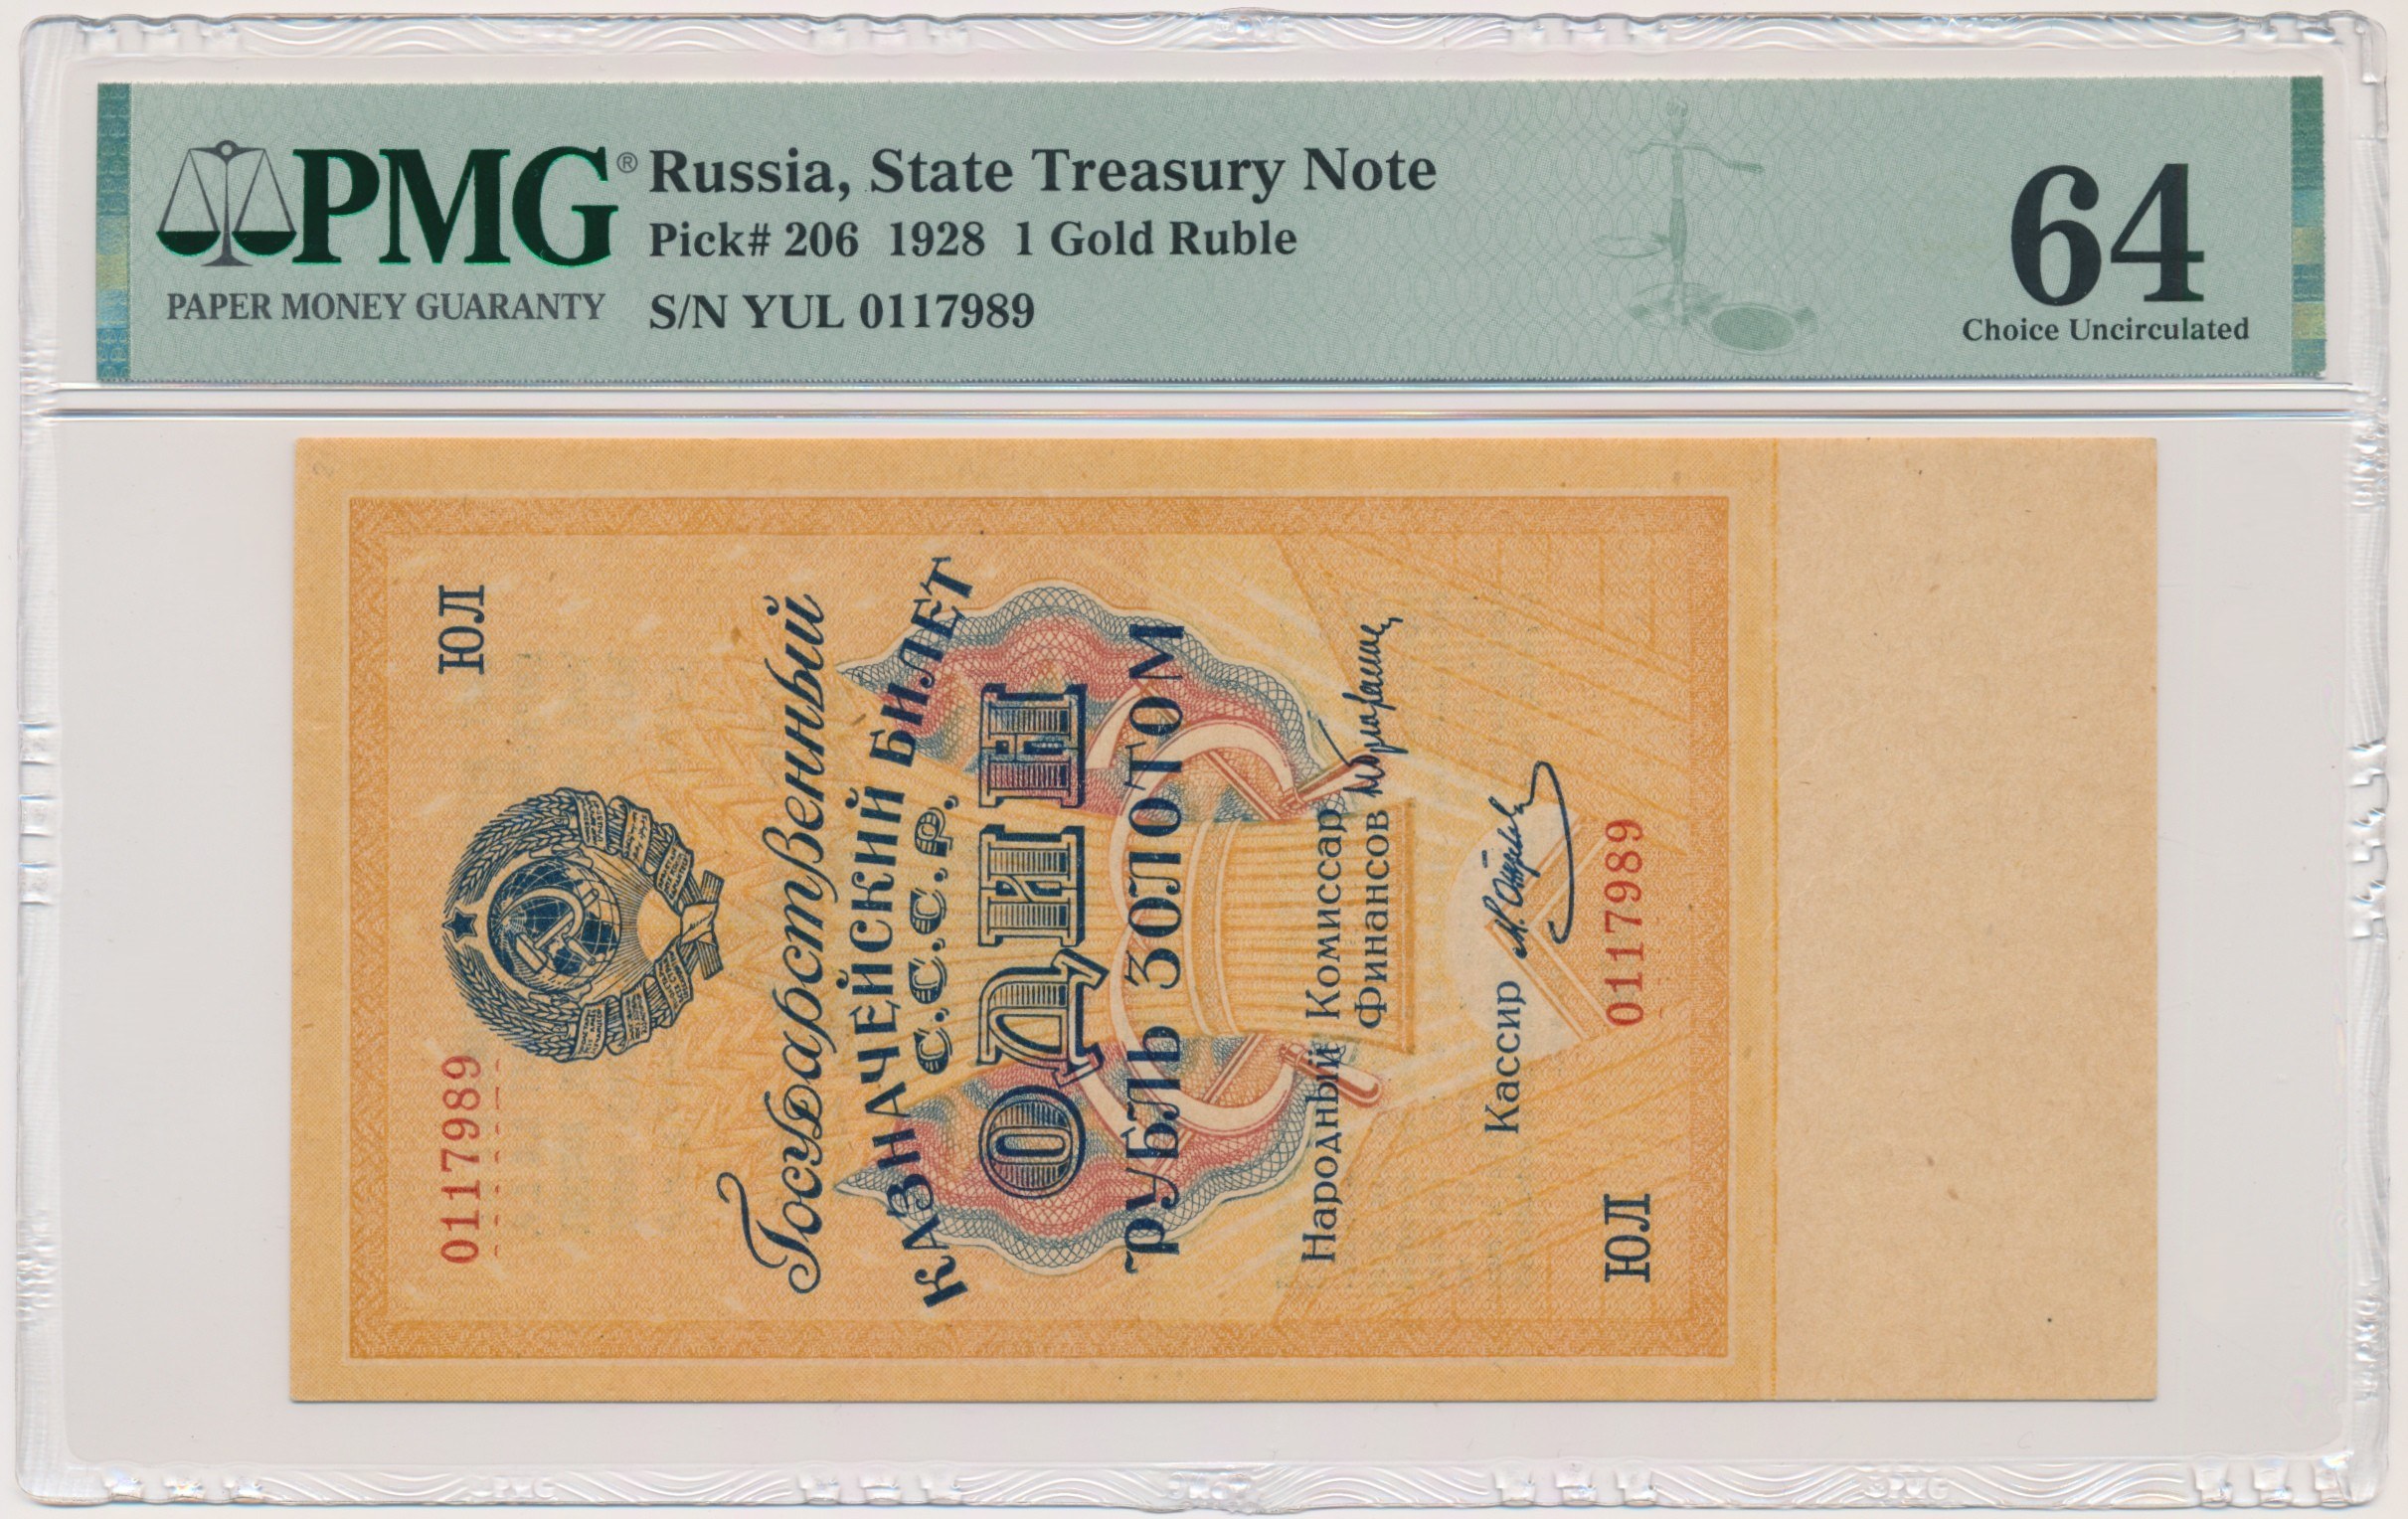 PMG®
PAPER MONEY GUARANTY
Russia, State Treasury Note
Pick# 206 1928 1 Gold Ruble
S/N YUL 0117989
64
Choice Uncirculated
0117989
ЮЛ
Государственный
КАЗНАЧЕЙСКИЙ БИЛЕТ
С.С.С.Р.
ОДИН
РУБЛЬ ЗОЛОТОМ
Народный Комиссар
Финансов
Кассир
ЮЛ
0117989